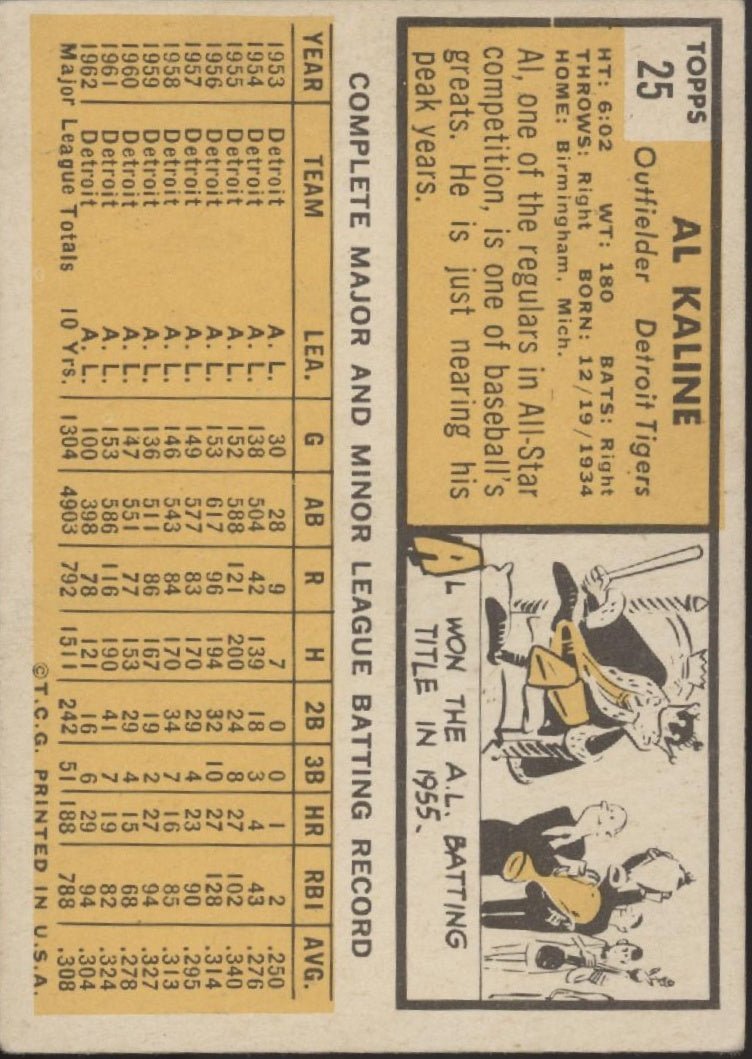 TOPPS
25
AL KALINE
Outfielder Detroit Tigers
HT: 6:02 WT: 180 BATS: Right
THROWS: Right BORN: 12/19/1934
HOME: Birmingham, Mich.
Al, one of the regulars in All-Star
competition, is one of baseball's
greats. He is just nearing his
peak years.
AL WON THE A.L. BATTING
TITLE IN 1955.
COMPLETE MAJOR AND MINOR LEAGUE BATTING RECORD
YEAR TEAM LEA. G AB R H 2B 3B HR RBI AVG.
1953 Detroit A. L. 30 28 9 7 0 0 1 2 .250
1954 Detroit A. L. 138 504 42 139 18 3 4 43 .276
1955 Detroit A. L. 152 588 121 200 24 8 27 102 .340
1956 Detroit A. L. 153 617 96 194 32 10 27 128 .314
1957 Detroit A. L. 149 577 83 170 29 4 23 90 .295
1958 Detroit A. L. 146 543 84 170 34 7 16 85 .313
1959 Detroit A. L. 136 511 86 167 19 2 27 94 .327
1960 Detroit A. L. 147 551 77 153 29 4 15 68 .278
1961 Detroit A. L. 153 586 116 190 41 7 19 82 .324
1962 Detroit A. L. 100 398 78 121 16 6 29 94 .304
Major League Totals 10 Yrs. 1304 4903 792 1511 242 51 188 788 .308
©T.C.G. PRINTED IN U.S.A.